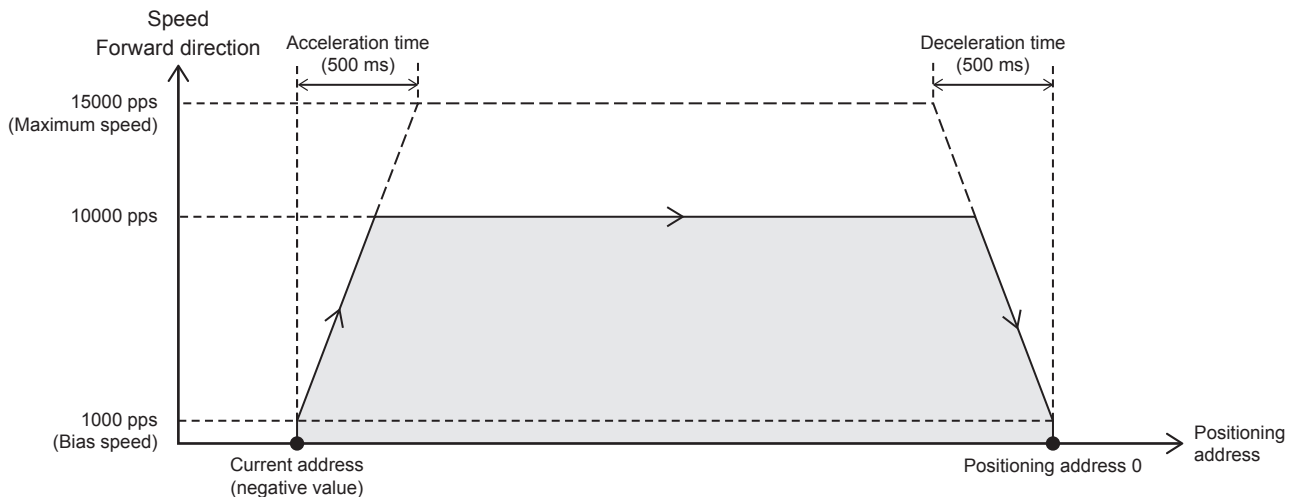 Speed
Forward direction
Acceleration time
(500 ms)
Deceleration time
(500 ms)
15000 pps
(Maximum speed)
10000 pps
1000 pps
(Bias speed)
Current address
(negative value)
Positioning address 0
Positioning
address